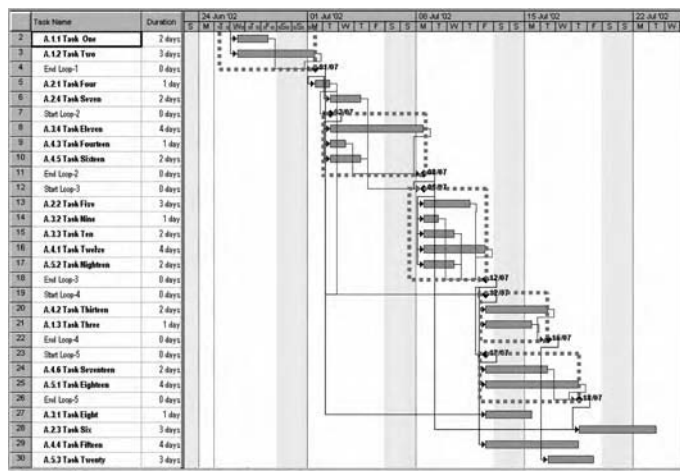 Task Name Duration 24 Jun '02 01 Jul '02 08 Jul '02 15 Jul '02 22 Jul '02
2 A.1.1 Task One 2 days
3 A.1.2 Task Two 3 days
4 End Loop-1 0 days 01/07
5 A.2.1 Task Four 1 day
6 A.2.4 Task Seven 2 days
7 Start Loop-2 0 days
8 A.3.4 Task Eleven 4 days
9 A.4.3 Task Fourteen 1 day
10 A.4.5 Task Sixteen 2 days
11 End Loop-2 0 days
12 Start Loop-3 0 days
13 A.2.2 Task Five 3 days
14 A.3.2 Task Nine 1 day
15 A.3.3 Task Ten 2 days
16 A.4.1 Task Twelve 4 days
17 A.5.2 Task Nighteen 2 days
18 End Loop-3 0 days 12/07
19 Start Loop-4 0 days
20 A.4.2 Task Thirteen 2 days
21 A.1.3 Task Three 1 day
22 End Loop-4 0 days 16/07
23 Start Loop-5 0 days
24 A.4.6 Task Seventeen 2 days
25 A.5.1 Task Eighteen 4 days
26 End Loop-5 0 days 18/07
27 A.3.1 Task Eight 1 day
28 A.2.3 Task Six 3 days
29 A.4.4 Task Fifteen 4 days
30 A.5.3 Task Twenty 3 days